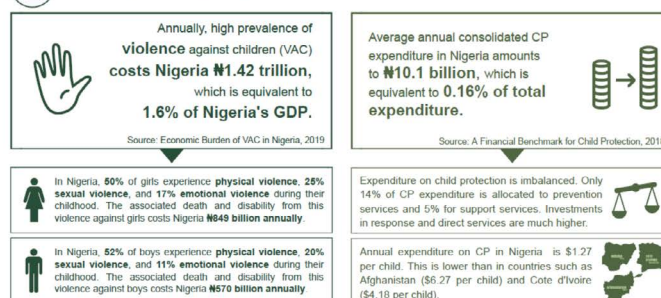 Annually, high prevalence of
violence against children (VAC)
costs Nigeria ₦1.42 trillion,
which is equivalent to
1.6% of Nigeria's GDP.
Source: Economic Burden of VAC in Nigeria, 2019
In Nigeria, 50% of girls experience physical violence, 25%
sexual violence, and 17% emotional violence during their
childhood. The associated death and disability from this
violence against girls costs Nigeria ₦849 billion annually.
In Nigeria, 52% of boys experience physical violence, 20%
sexual violence, and 11% emotional violence during their
childhood. The associated death and disability from this
violence against boys costs Nigeria ₦570 billion annually
Average annual consolidated CP
expenditure in Nigeria amounts
to ₦10.1 billion, which is
equivalent to 0.16% of total
expenditure.
Source: A Financial Benchmark for Child Protection,
Expenditure on child protection is imbalanced. Only
14% of CP expenditure is allocated to prevention
services and 5% for support services. Investments
in response and direct services are much higher.
Annual expenditure on CP in Nigeria is $1.27
per child. This is lower than in countries such as
Afghanistan ($6.27 per child) and Cote d'Ivoire
($4.18 per child).